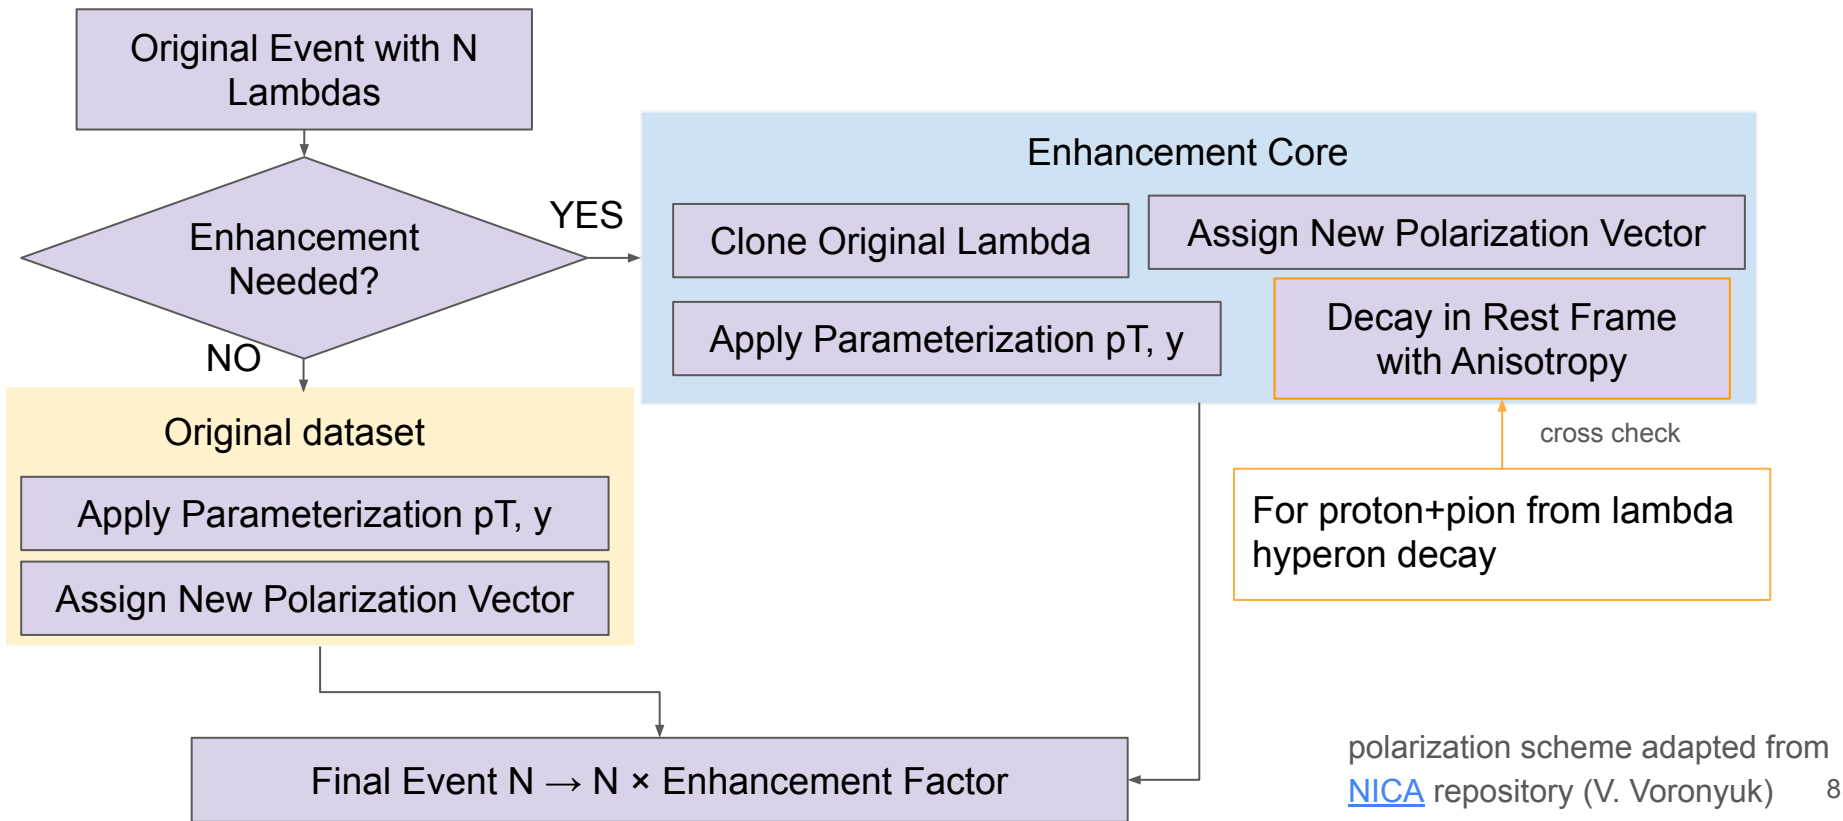 Original Event with N
Lambdas
Enhancement
Needed?
YES
NO
Enhancement Core
Clone Original Lambda
Assign New Polarization Vector
Apply Parameterization pT, y
Decay in Rest Frame
with Anisotropy
cross check
For proton+pion from lambda
hyperon decay
Original dataset
Apply Parameterization pT, y
Assign New Polarization Vector
Final Event N → N × Enhancement Factor
polarization scheme adapted from
NICA repository (V. Voronyuk)
8